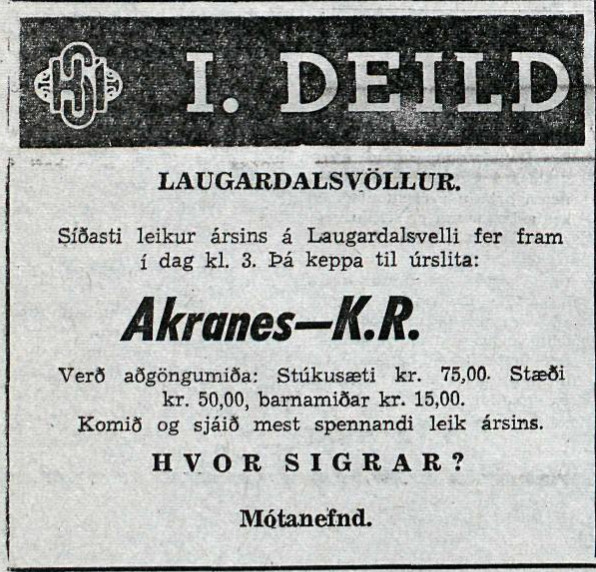 KSÍ
I. DEILD
LAUGARDALSVÖLLUR.
Síðasti leikur ársins á Laugardalsvelli fer fram
í dag kl. 3. Þá keppa til úrslita:
Akranes—K.R.
Verð aðgöngumiða: Stúkusæti kr. 75,00. Stæði
kr. 50,00, barnamiðar kr. 15,00.
Komið og sjáið mest spennandi leik ársins.
HVOR SIGRAR?
Mótanefnd.